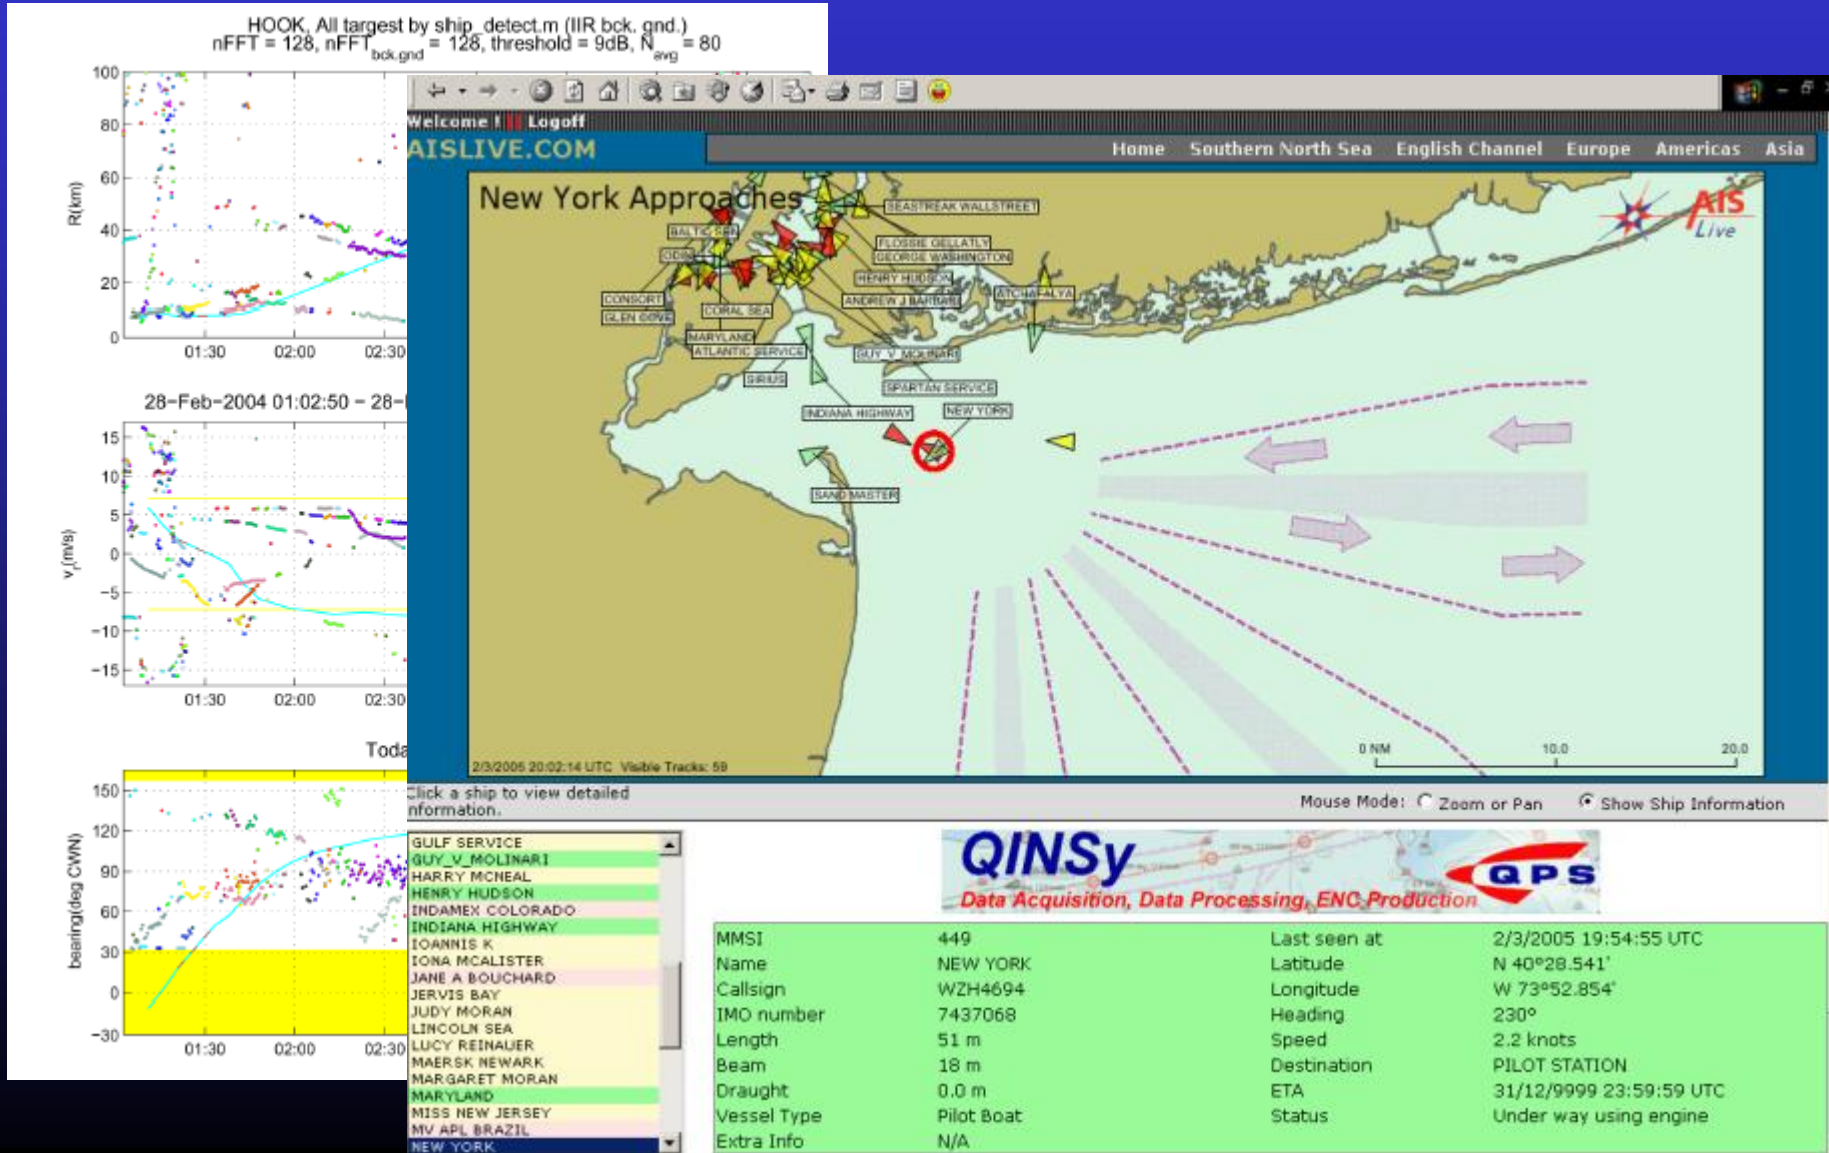 HOOK, All targest by ship_detect.m (IIR bck. gnd.)
nFFT = 128, nFFTbck.gnd = 128, threshold = 9dB, Navg = 80
100
80
60
40
20
0
R(km)
01:30 02:00 02:30
28-Feb-2004 01:02:50 - 28-
15
10
5
0
-5
-10
-15
vr(m/s)
01:30 02:00 02:30
Toda
150
120
90
60
30
0
-30
bearing(deg CWN)
01:30 02:00 02:30
Welcome ! || Logoff
AISLIVE.COM
Home Southern North Sea English Channel Europe Americas Asia
New York Approaches
AIS
Live
SEASTREAK WALLSTREET
BALTIC SEA
FLOSSIE GELLATLY
ODIN
GEORGE WASHINGTON
HENRY HUDSON
ATCHAFALYA
CONSORT
ANDREW J BARBERI
CORAL SEA
GLEN COVE
MARYLAND
ATLANTIC SERVICE
GUY_V_MOLINARI
SIRIUS
SPARTAN SERVICE
INDIANA HIGHWAY
NEW YORK
SAND MASTER
0 NM 10.0 20.0
2/3/2005 20:02:14 UTC Visible Tracks: 59
Click a ship to view detailed
nformation.
Mouse Mode: Zoom or Pan Show Ship Information
GULF SERVICE
GUY_V_MOLINARI
HARRY MCNEAL
HENRY HUDSON
INDAMEX COLORADO
INDIANA HIGHWAY
IOANNIS K
IONA MCALISTER
JANE A BOUCHARD
JERVIS BAY
JUDY MORAN
LINCOLN SEA
LUCY REINAUER
MAERSK NEWARK
MARGARET MORAN
MARYLAND
MISS NEW JERSEY
MV APL BRAZIL
NEW YORK
QINSy
QPS
Data Acquisition, Data Processing, ENC Production
MMSI 449 Last seen at 2/3/2005 19:54:55 UTC
Name NEW YORK Latitude N 40º28.541'
Callsign WZH4694 Longitude W 73º52.854'
IMO number 7437068 Heading 230º
Length 51 m Speed 2.2 knots
Beam 18 m Destination PILOT STATION
Draught 0.0 m ETA 31/12/9999 23:59:59 UTC
Vessel Type Pilot Boat Status Under way using engine
Extra Info N/A